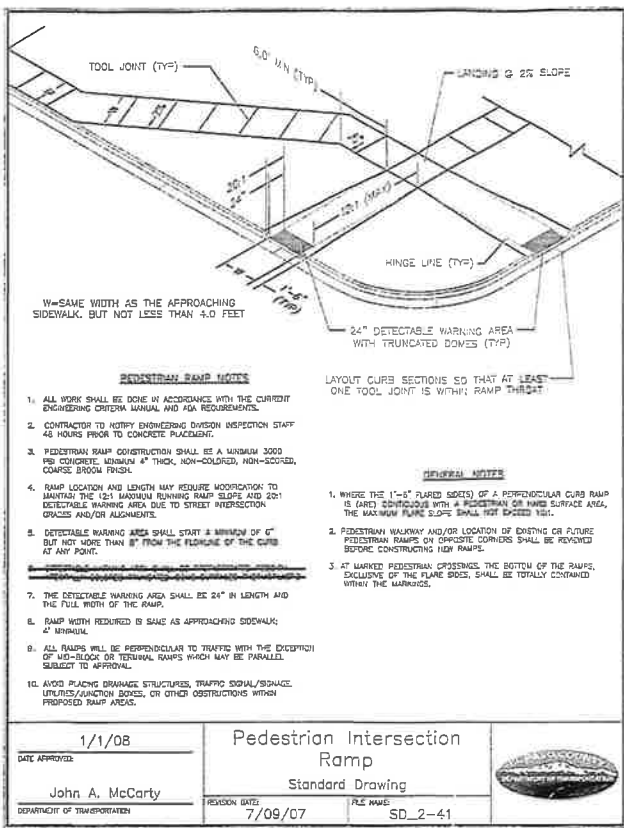 TOOL JOINT (TYP)
6.0' MIN (TYP)
LANDING @ 2% SLOPE
20:1
24"
12:1 (MAX)
HINGE LINE (TYP)
W
1'-6"
(TYP)
W=SAME WIDTH AS THE APPROACHING
SIDEWALK. BUT NOT LESS THAN 4.0 FEET
24" DETECTABLE WARNING AREA
WITH TRUNCATED DOMES (TYP)
LAYOUT CURB SECTIONS SO THAT AT LEAST
ONE TOOL JOINT IS WITHIN RAMP THROAT
PEDESTRIAN RAMP NOTES
1. ALL WORK SHALL BE DONE IN ACCORDANCE WITH THE CURRENT
ENGINEERING CRITERIA MANUAL AND ADA REQUIREMENTS.
2. CONTRACTOR TO NOTIFY ENGINEERING DIVISION INSPECTION STAFF
48 HOURS PRIOR TO CONCRETE PLACEMENT.
3. PEDESTRIAN RAMP CONSTRUCTION SHALL BE A MINIMUM 3000
PSI CONCRETE, MINIMUM 4" THICK, NON-COLORED, NON-SCORED,
COARSE BROOM FINISH.
4. RAMP LOCATION AND LENGTH MAY REQUIRE MODIFICATION TO
MAINTAIN THE 12:1 MAXIMUM RUNNING RAMP SLOPE AND 20:1
DETECTABLE WARNING AREA DUE TO STREET INTERSECTION
GRADES AND/OR ALIGNMENTS.
5. DETECTABLE WARNING AREA SHALL START A MINIMUM OF 6"
BUT NOT MORE THAN 8" FROM THE FLOWLINE OF THE CURB
AT ANY POINT.
7. THE DETECTABLE WARNING AREA SHALL BE 24" IN LENGTH AND
THE FULL WIDTH OF THE RAMP.
8. RAMP WIDTH REQUIRED IS SAME AS APPROACHING SIDEWALK;
4' MINIMUM.
9. ALL RAMPS WILL BE PERPENDICULAR TO TRAFFIC WITH THE EXCEPTION
OF MID-BLOCK OR TERMINAL RAMPS WHICH MAY BE PARALLEL
SUBJECT TO APPROVAL.
10. AVOID PLACING DRAINAGE STRUCTURES, TRAFFIC SIGNAL/SIGNAGE,
UTILITIES/JUNCTION BOXES, OR OTHER OBSTRUCTIONS WITHIN
PROPOSED RAMP AREAS.
GENERAL NOTES
1. WHERE THE 1'-6" FLARED SIDE(S) OF A PERPENDICULAR CURB RAMP
IS (ARE) CONTIGUOUS WITH A PEDESTRIAN OR HARD SURFACE AREA,
THE MAXIMUM FLARE SLOPE SHALL NOT EXCEED 10:1.
2. PEDESTRIAN WALKWAY AND/OR LOCATION OF EXISTING OR FUTURE
PEDESTRIAN RAMPS ON OPPOSITE CORNERS SHALL BE REVIEWED
BEFORE CONSTRUCTING NEW RAMPS.
3. AT MARKED PEDESTRIAN CROSSINGS, THE BOTTOM OF THE RAMPS,
EXCLUSIVE OF THE FLARE SIDES, SHALL BE TOTALLY CONTAINED
WITHIN THE MARKINGS.
1/1/08
DATE APPROVED:
John A. McCarty
DEPARTMENT OF TRANSPORTATION
Pedestrian Intersection
Ramp
Standard Drawing
REVISION DATE:
7/09/07
FILE NAME:
SD_2-41
DEPARTMENT OF TRANSPORTATION